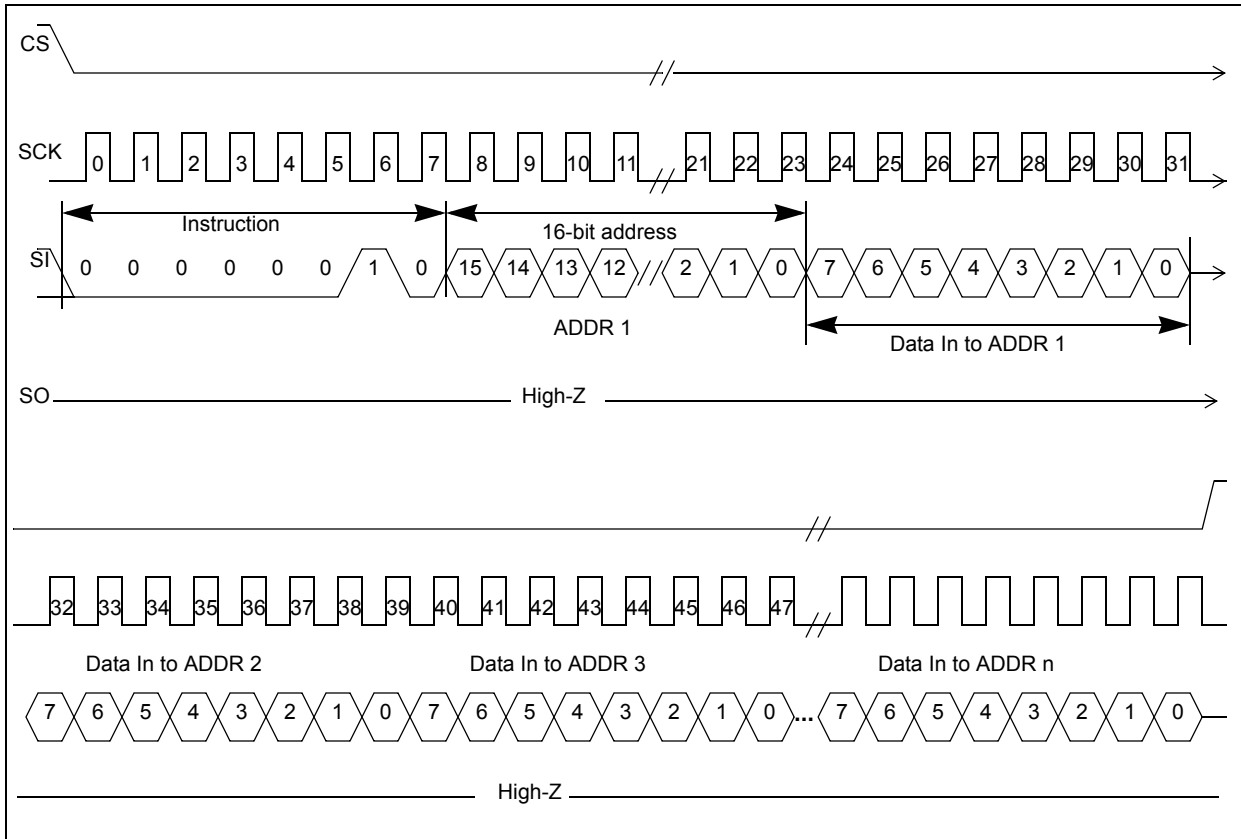 CS
SCK 0 1 2 3 4 5 6 7 8 9 10 11 21 22 23 24 25 26 27 28 29 30 31
Instruction 16-bit address
SI 0 0 0 0 0 0 1 0 15 14 13 12 2 1 0 7 6 5 4 3 2 1 0
ADDR 1 Data In to ADDR 1
SO High-Z
32 33 34 35 36 37 38 39 40 41 42 43 44 45 46 47
Data In to ADDR 2 Data In to ADDR 3 Data In to ADDR n
7 6 5 4 3 2 1 0 7 6 5 4 3 2 1 0 ... 7 6 5 4 3 2 1 0
High-Z